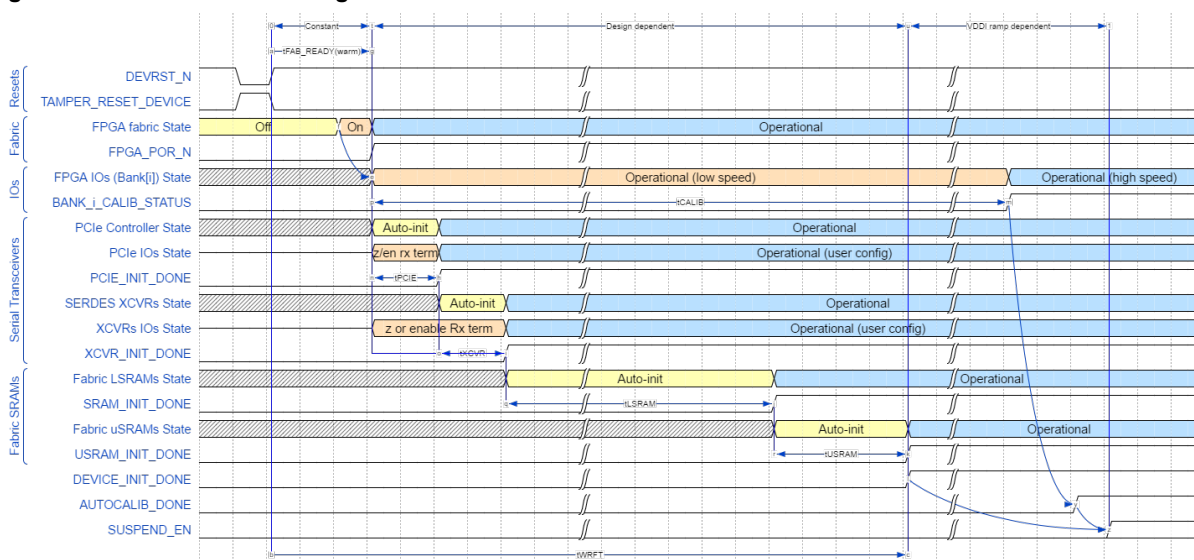 Constant
Design dependent
VDDI ramp dependent
tFAB_READY(warm)
Resets
DEVRST_N
TAMPER_RESET_DEVICE
Fabric
FPGA fabric State
Off
On
Operational
FPGA_POR_N
IOs
FPGA IOs (Bank[i]) State
Operational (low speed)
Operational (high speed)
BANK_i_CALIB_STATUS
tCALIB
Serial Transceivers
PCIe Controller State
Auto-init
Operational
PCIe IOs State
z/en rx term
Operational (user config)
PCIE_INIT_DONE
tPCIE
SERDES XCVRs State
Auto-init
Operational
XCVRs IOs State
z or enable Rx term
Operational (user config)
XCVR_INIT_DONE
tXCVR
Fabric SRAMs
Fabric LSRAMs State
Auto-init
Operational
SRAM_INIT_DONE
tLSRAM
Fabric uSRAMs State
Auto-init
Operational
USRAM_INIT_DONE
tUSRAM
DEVICE_INIT_DONE
AUTOCALIB_DONE
SUSPEND_EN
tWRFT